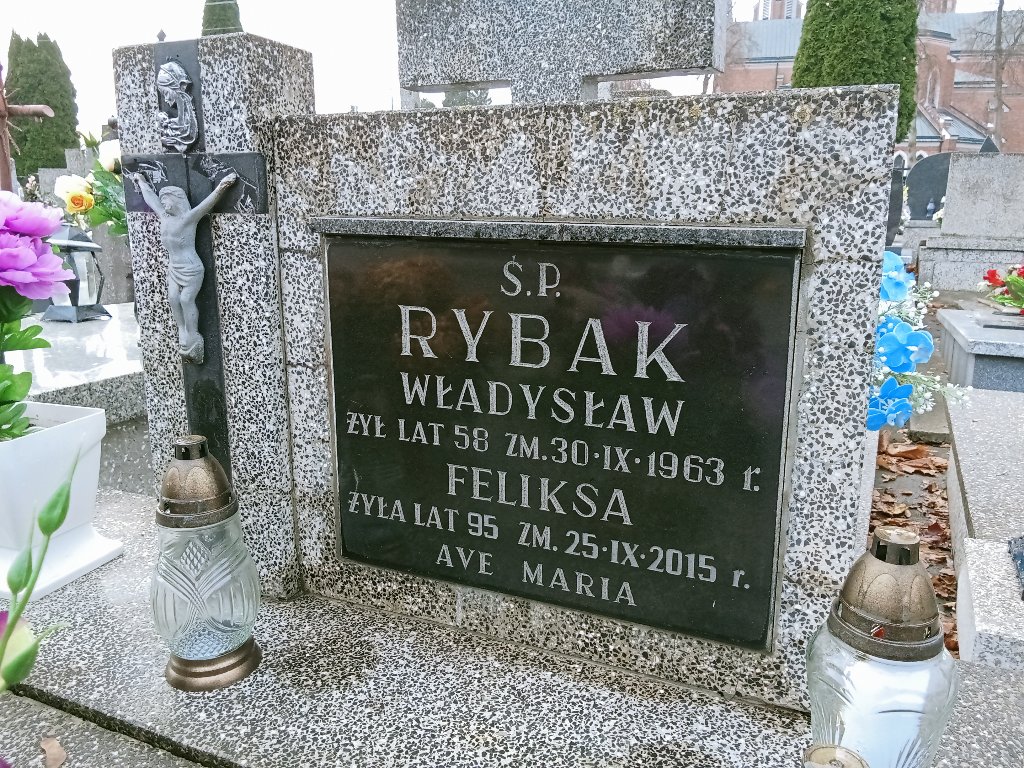 Ś.P.
RYBAK
WŁADYSŁAW
ŻYŁ LAT 58 ZM. 30·IX·1963 r.
FELIKSA
ŻYŁA LAT 95 ZM. 25·IX·2015 r.
AVE MARIA